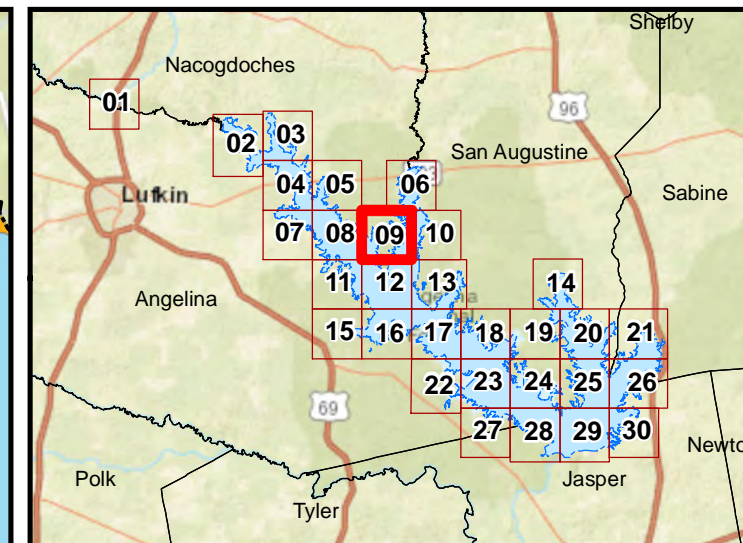 Shelby
Nacogdoches
01
96
02 03
San Augustine
04 05 06
Lufkin
Sabine
07 08 09 10
11 12 13 14
Angelina
15 16 17 18 19 20 21
22 23 24 25 26
69
27 28 29 30
Newto
Polk
Jasper
Tyler